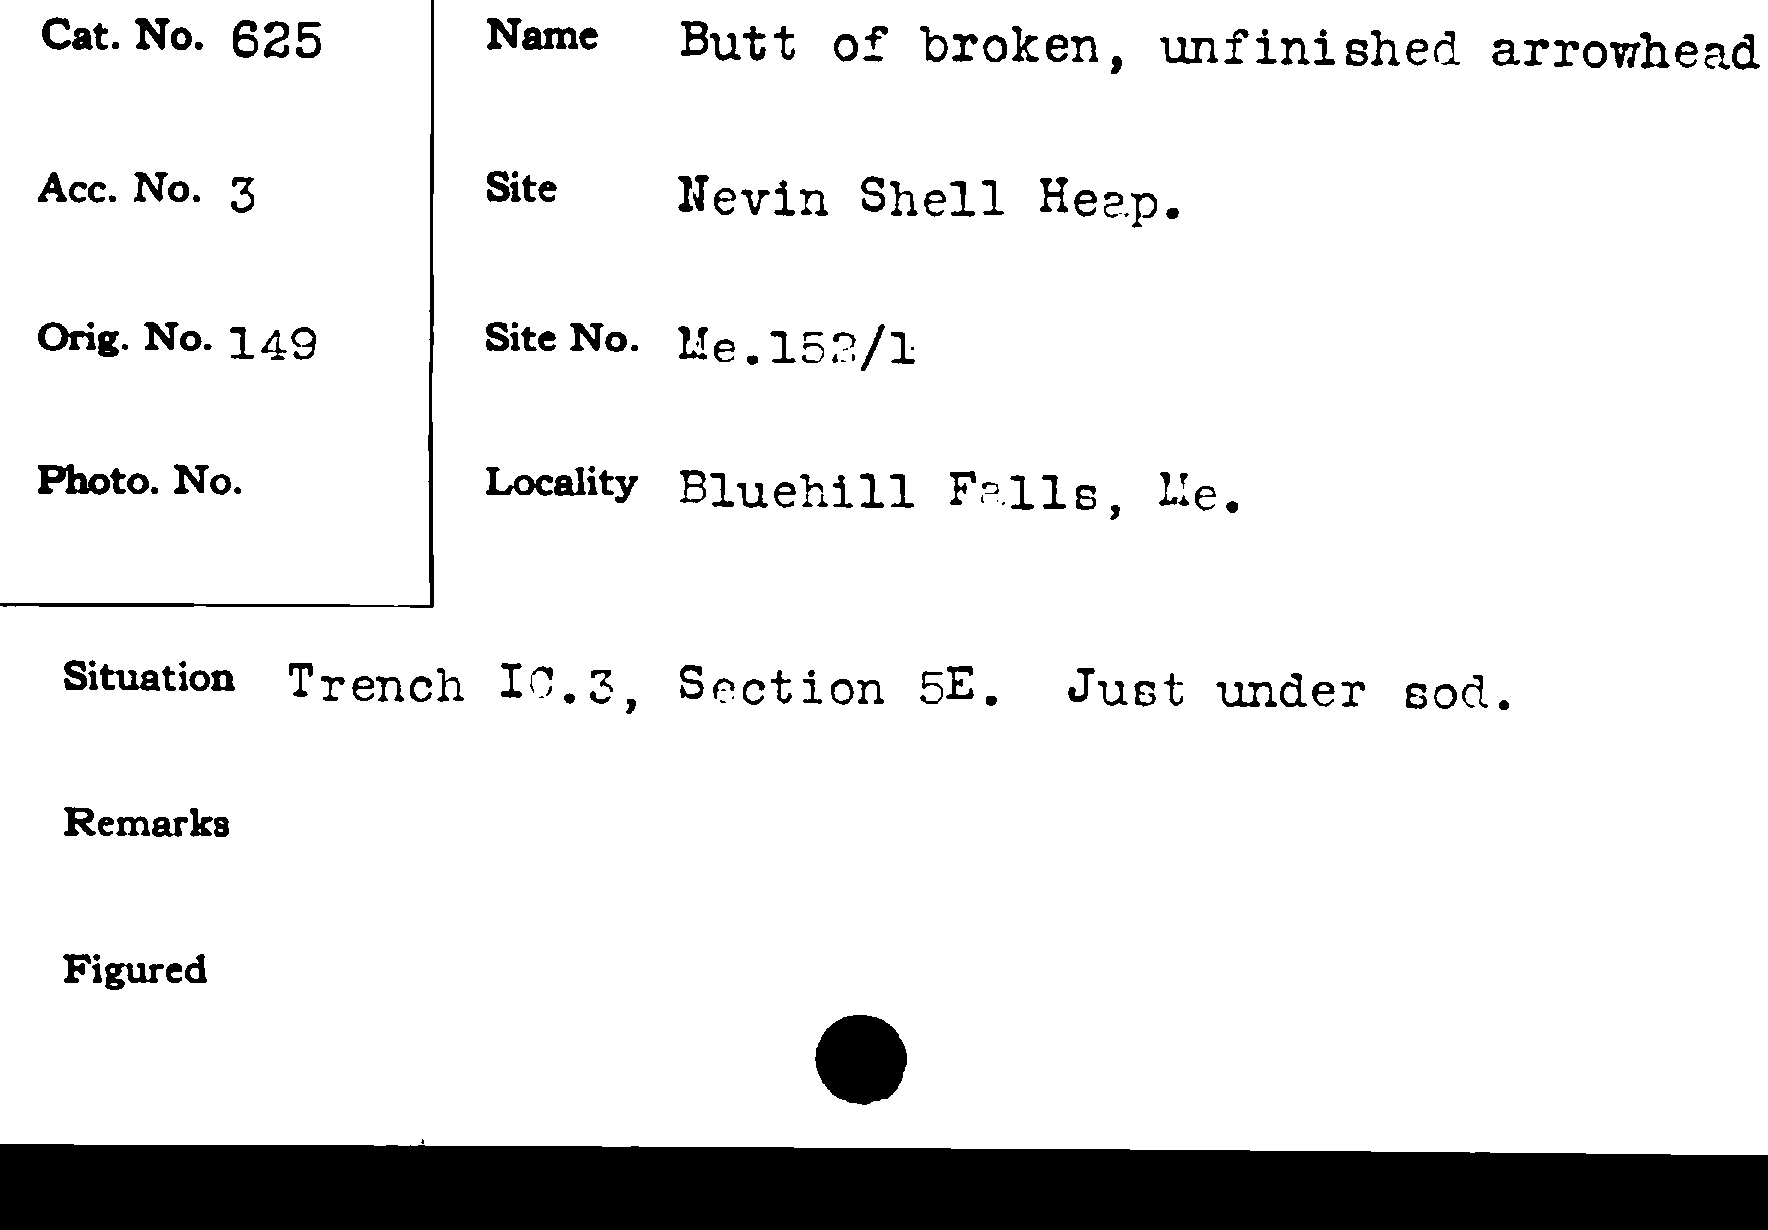 Cat. No. 625
Name Butt of broken, unfinished arrowhead
Acc. No. 3
Site Nevin Shell Heap.
Orig. No. 149
Site No. Me.152/1
Photo. No.
Locality Bluehill Falls, Me.
Situation Trench IC.3, Section 5E. Just under sod.
Remarks
Figured